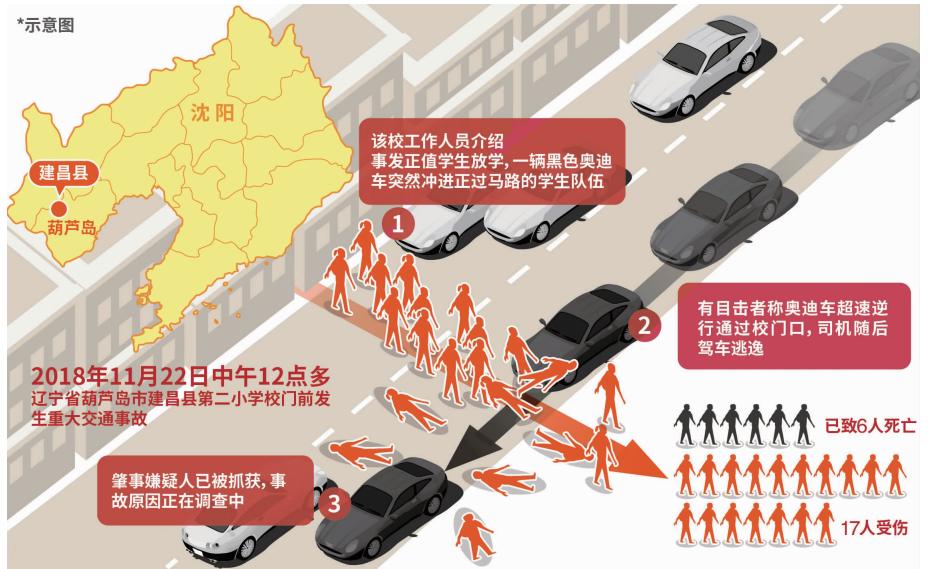 *示意图
沈阳
建昌县
葫芦岛
该校工作人员介绍
事发正值学生放学，一辆黑色奥迪
车突然冲进正过马路的学生队伍
1
有目击者称奥迪车超速逆
行通过校门口，司机随后
驾车逃逸
2
2018年11月22日中午12点多
辽宁省葫芦岛市建昌县第二小学校门前发
生重大交通事故
肇事嫌疑人已被抓获，事
故原因正在调查中
3
已致6人死亡
17人受伤